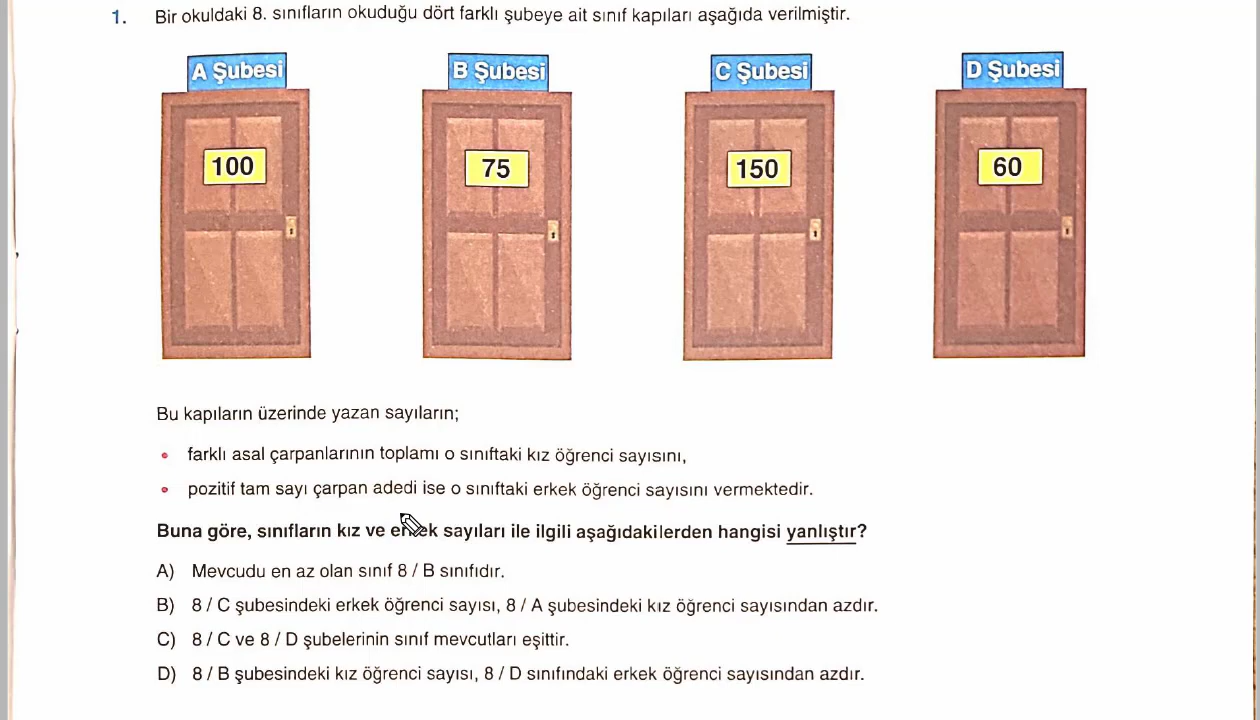 1. Bir okuldaki 8. sınıfların okuduğu dört farklı şubeye ait sınıf kapıları aşağıda verilmiştir.
A Şubesi B Şubesi C Şubesi D Şubesi
100 75 150 60
Bu kapıların üzerinde yazan sayıların;
• farklı asal çarpanlarının toplamı o sınıftaki kız öğrenci sayısını,
• pozitif tam sayı çarpan adedi ise o sınıftaki erkek öğrenci sayısını vermektedir.
Buna göre, sınıfların kız ve erkek sayıları ile ilgili aşağıdakilerden hangisi yanlıştır?
A) Mevcudu en az olan sınıf 8 / B sınıfıdır.
B) 8 / C şubesindeki erkek öğrenci sayısı, 8 / A şubesindeki kız öğrenci sayısından azdır.
C) 8 / C ve 8 / D şubelerinin sınıf mevcutları eşittir.
D) 8 / B şubesindeki kız öğrenci sayısı, 8 / D sınıfındaki erkek öğrenci sayısından azdır.